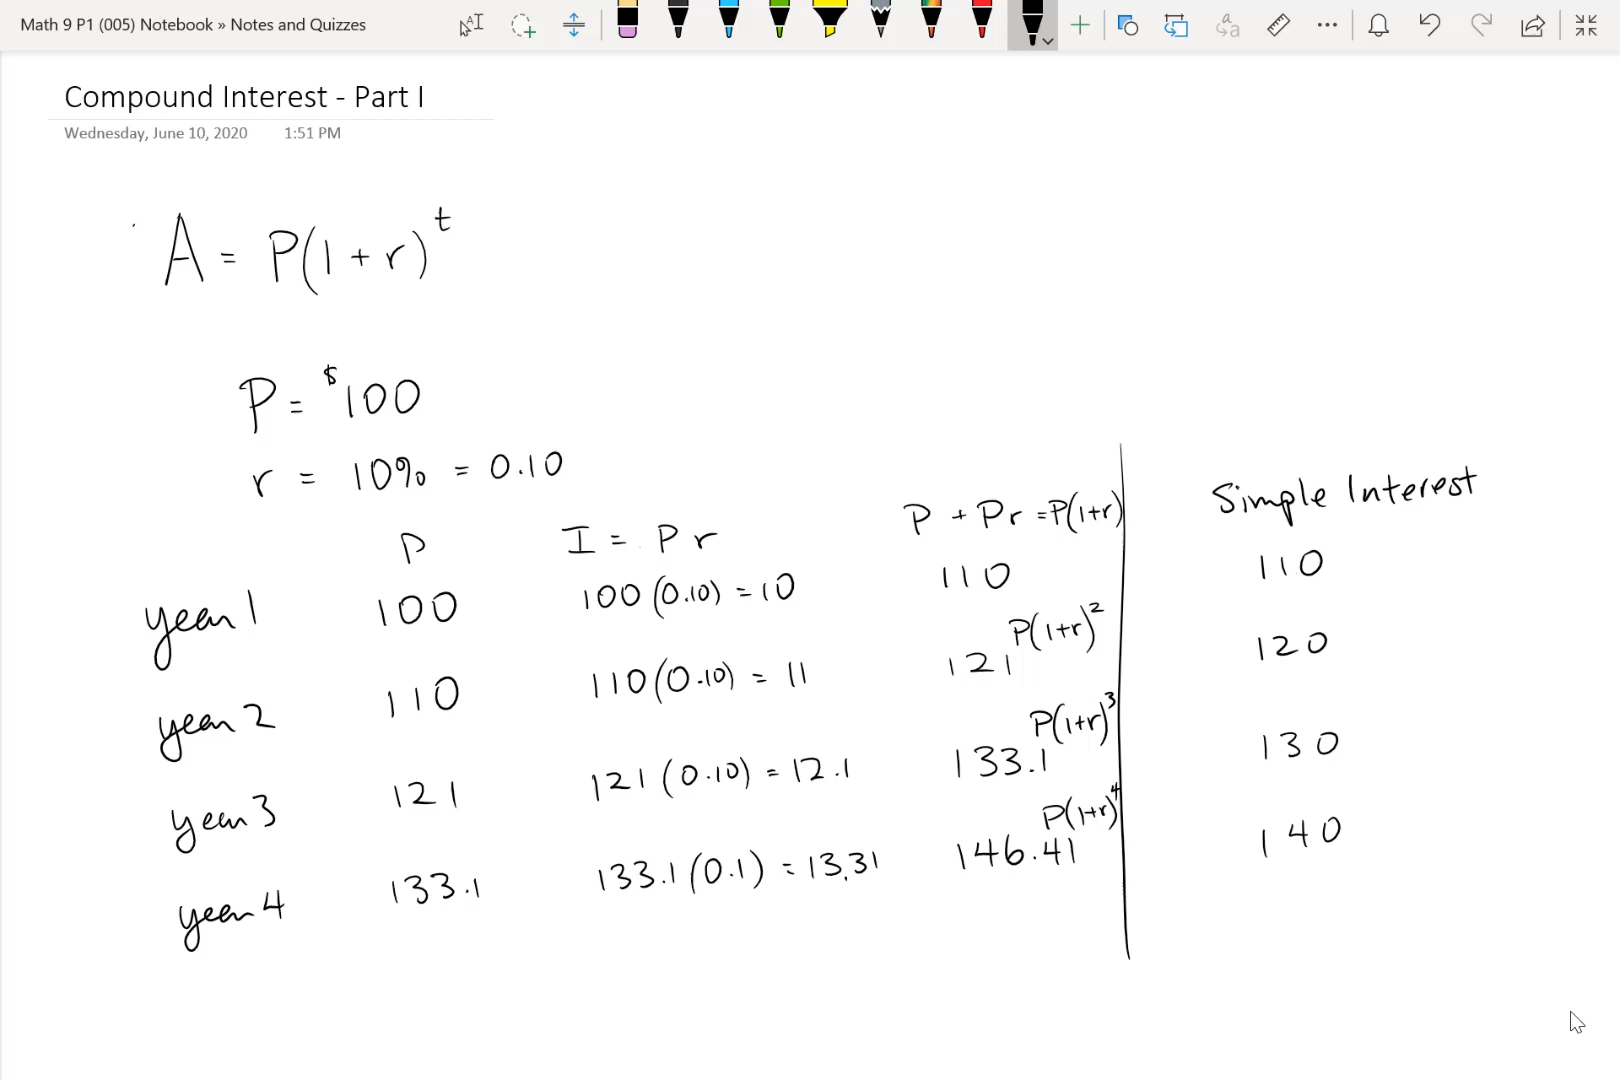 Math 9 P1 (005) Notebook » Notes and Quizzes
Compound Interest - Part I
Wednesday, June 10, 2020 1:51 PM
A = P(1 + r)^t
P = $100
r = 10% = 0.10
P I = P r P + Pr = P(1+r) Simple Interest
year 1 100 100 (0.10) = 10 110 110
P(1+r)^2
year 2 110 110 (0.10) = 11 121 120
P(1+r)^3
year 3 121 121 (0.10) = 12.1 133.1 130
P(1+r)^4
year 4 133.1 133.1 (0.1) = 13.31 146.41 140